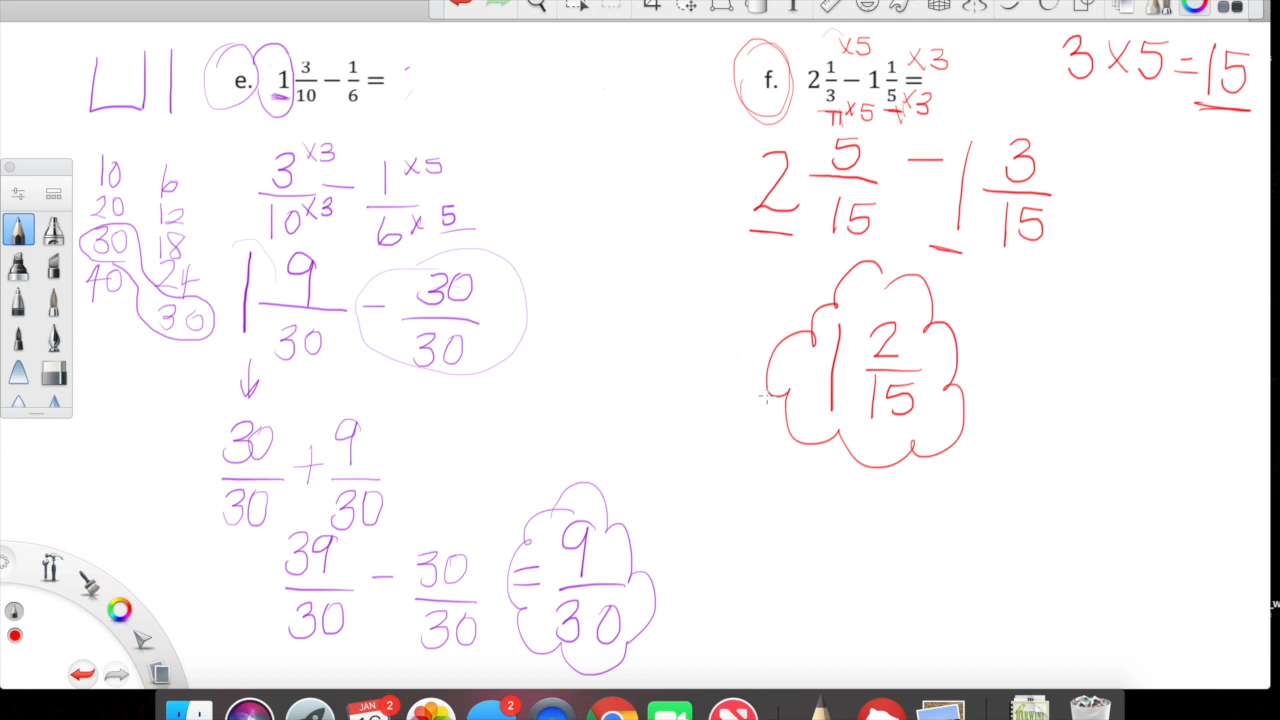 e. 1 3/10 − 1/6 =
10 6
20 12
30 18
40 24
30
3/10 ×3/×3 − 1/6 ×5/×5
1 9/30 − 30/30
30/30 + 9/30
39/30 − 30/30 = 9/30
f. 2 1/3 ×5/×5 − 1 1/5 ×3/×3 =
3 × 5 = 15
2 5/15 − 1 3/15
1 2/15
JAN
2
2